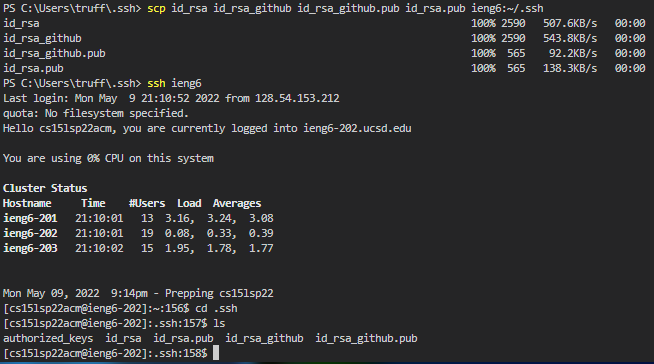 PS C:\Users\truff\.ssh> scp id_rsa id_rsa_github id_rsa_github.pub id_rsa.pub ieng6:~/.ssh
id_rsa 100% 2590 507.6KB/s 00:00
id_rsa_github 100% 2590 543.8KB/s 00:00
id_rsa_github.pub 100% 565 92.2KB/s 00:00
id_rsa.pub 100% 565 138.3KB/s 00:00
PS C:\Users\truff\.ssh> ssh ieng6
Last login: Mon May  9 21:10:52 2022 from 128.54.153.212
quota: No filesystem specified.
Hello cs15lsp22acm, you are currently logged into ieng6-202.ucsd.edu
You are using 0% CPU on this system
Cluster Status
Hostname Time #Users Load Averages
ieng6-201 21:10:01 13 3.16, 3.24, 3.08
ieng6-202 21:10:01 19 0.08, 0.33, 0.39
ieng6-203 21:10:02 15 1.95, 1.78, 1.77
Mon May 09, 2022  9:14pm - Prepping cs15lsp22
[cs15lsp22acm@ieng6-202]:~:156$ cd .ssh
[cs15lsp22acm@ieng6-202]:.ssh:157$ ls
authorized_keys id_rsa id_rsa.pub id_rsa_github id_rsa_github.pub
[cs15lsp22acm@ieng6-202]:.ssh:158$